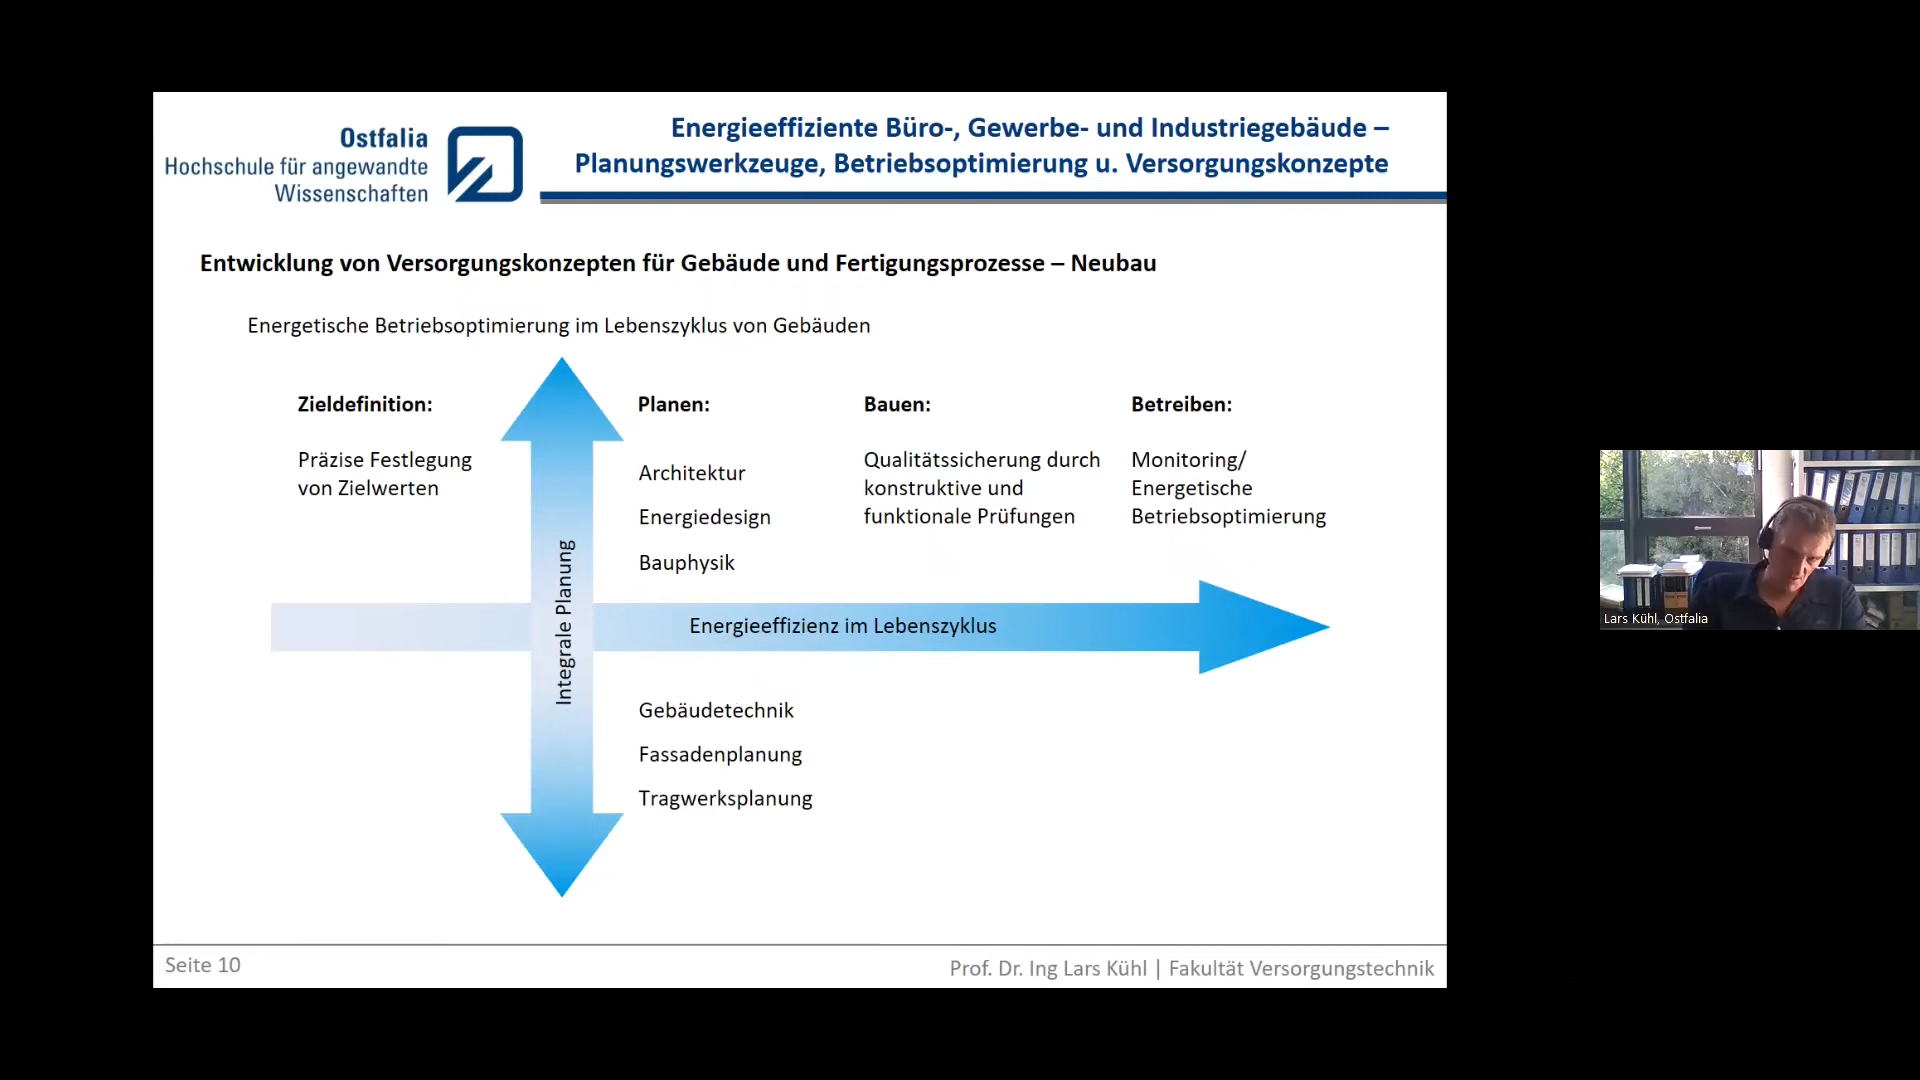 Ostfalia
Hochschule für angewandte
Wissenschaften
Energieeffiziente Büro-, Gewerbe- und Industriegebäude –
Planungswerkzeuge, Betriebsoptimierung u. Versorgungskonzepte
Entwicklung von Versorgungskonzepten für Gebäude und Fertigungsprozesse – Neubau
Energetische Betriebsoptimierung im Lebenszyklus von Gebäuden
Zieldefinition:
Präzise Festlegung
von Zielwerten
Integrale Planung
Planen:
Architektur
Energiedesign
Bauphysik
Bauen:
Qualitätssicherung durch
konstruktive und
funktionale Prüfungen
Betreiben:
Monitoring/
Energetische
Betriebsoptimierung
Energieeffizienz im Lebenszyklus
Gebäudetechnik
Fassadenplanung
Tragwerksplanung
Seite 10
Prof. Dr. Ing Lars Kühl | Fakultät Versorgungstechnik
Lars Kühl, Ostfalia